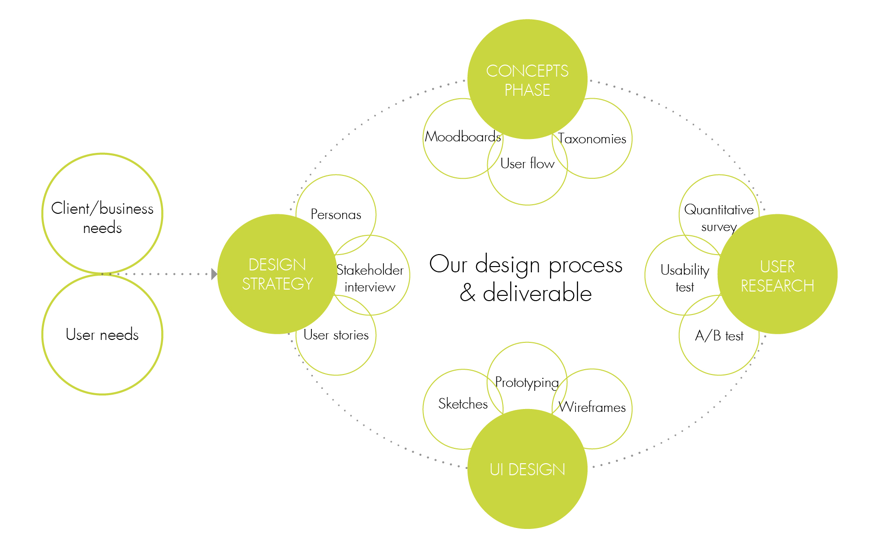 CONCEPTS
PHASE
Moodboards
User flow
Taxonomies
Client/business
needs
User needs
DESIGN
STRATEGY
Personas
Stakeholder
interview
User stories
Our design process
& deliverable
Quantitative
survey
Usability
test
A/B test
USER
RESEARCH
Sketches
Prototyping
Wireframes
UI DESIGN